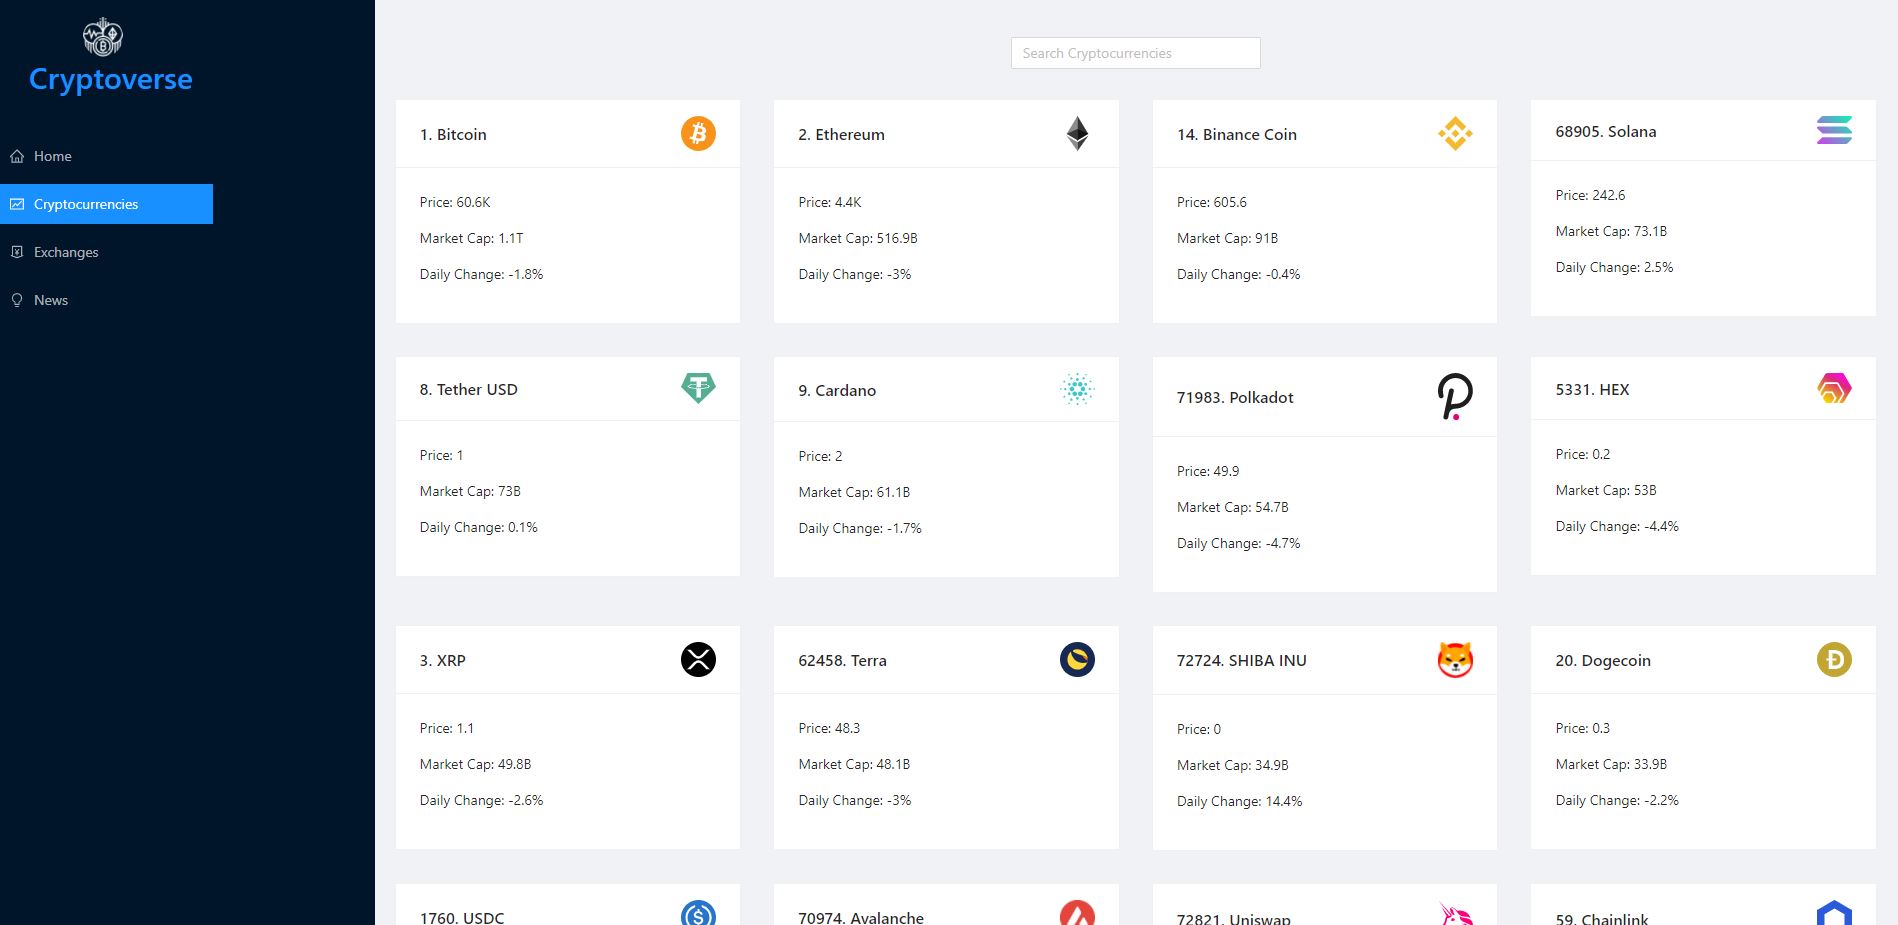 Cryptoverse
Home
Cryptocurrencies
Exchanges
News
Search Cryptocurrencies
1. Bitcoin
Price: 60.6K
Market Cap: 1.1T
Daily Change: -1.8%
2. Ethereum
Price: 4.4K
Market Cap: 516.9B
Daily Change: -3%
14. Binance Coin
Price: 605.6
Market Cap: 91B
Daily Change: -0.4%
68905. Solana
Price: 242.6
Market Cap: 73.1B
Daily Change: 2.5%
8. Tether USD
Price: 1
Market Cap: 73B
Daily Change: 0.1%
9. Cardano
Price: 2
Market Cap: 61.1B
Daily Change: -1.7%
71983. Polkadot
Price: 49.9
Market Cap: 54.7B
Daily Change: -4.7%
5331. HEX
Price: 0.2
Market Cap: 53B
Daily Change: -4.4%
3. XRP
Price: 1.1
Market Cap: 49.8B
Daily Change: -2.6%
62458. Terra
Price: 48.3
Market Cap: 48.1B
Daily Change: -3%
72724. SHIBA INU
Price: 0
Market Cap: 34.9B
Daily Change: 14.4%
20. Dogecoin
Price: 0.3
Market Cap: 33.9B
Daily Change: -2.2%
1760. USDC
70974. Avalanche
72821. Uniswap
59. Chainlink